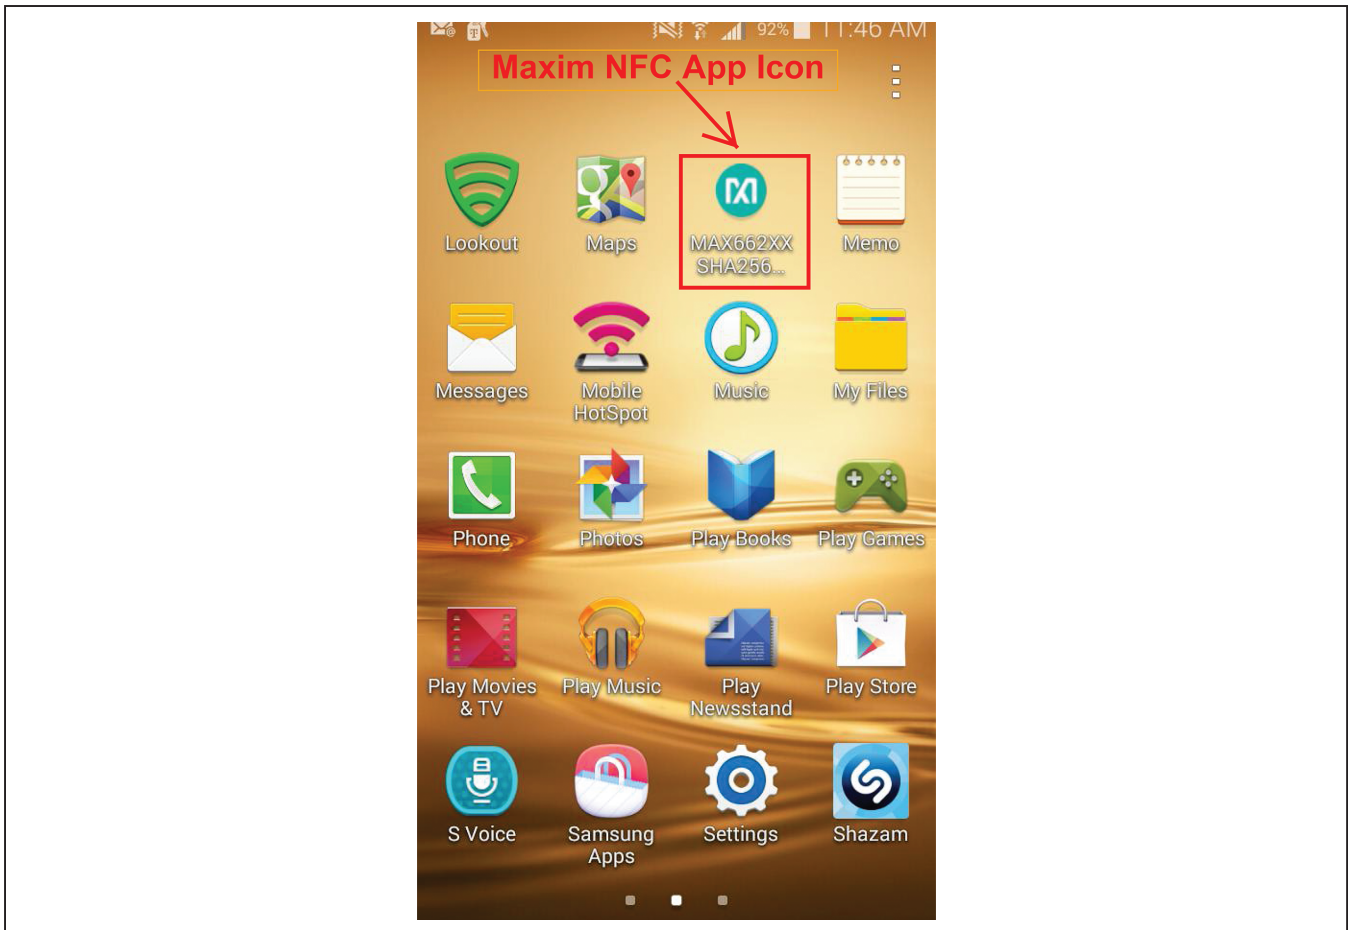 92% 11:46 AM
Maxim NFC App Icon
Lookout
Maps
MAX662XX
SHA256...
Memo
Messages
Mobile
HotSpot
Music
My Files
Phone
Photos
Play Books
Play Games
Play Movies
& TV
Play Music
Play
Newsstand
Play Store
S Voice
Samsung
Apps
Settings
Shazam